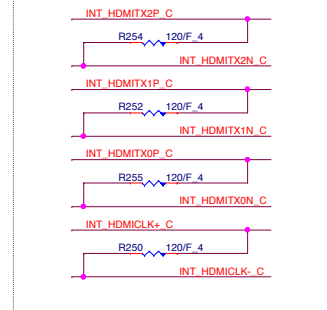 INT_HDMITX2P_C
R254 120/F_4
INT_HDMITX2N_C
INT_HDMITX1P_C
R252 120/F_4
INT_HDMITX1N_C
INT_HDMITX0P_C
R255 120/F_4
INT_HDMITX0N_C
INT_HDMICLK+_C
R250 120/F_4
INT_HDMICLK-_C